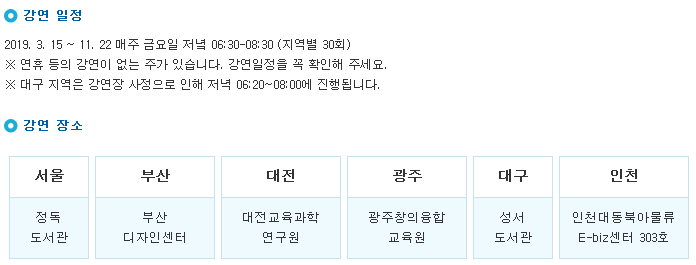 강연 일정
2019. 3. 15 ~ 11. 22 매주 금요일 저녁 06:30-08:30 (지역별 30회)
※ 연휴 등의 강연이 없는 주가 있습니다. 강연일정을 꼭 확인해 주세요.
※ 대구 지역은 강연장 사정으로 인해 저녁 06:20~08:00에 진행됩니다.
강연 장소
서울 부산 대전 광주 대구 인천
정독 부산 대전교육과학 광주창의융합 성서 인천대동북아물류
도서관 디자인센터 연구원 교육원 도서관 E-biz센터 303호